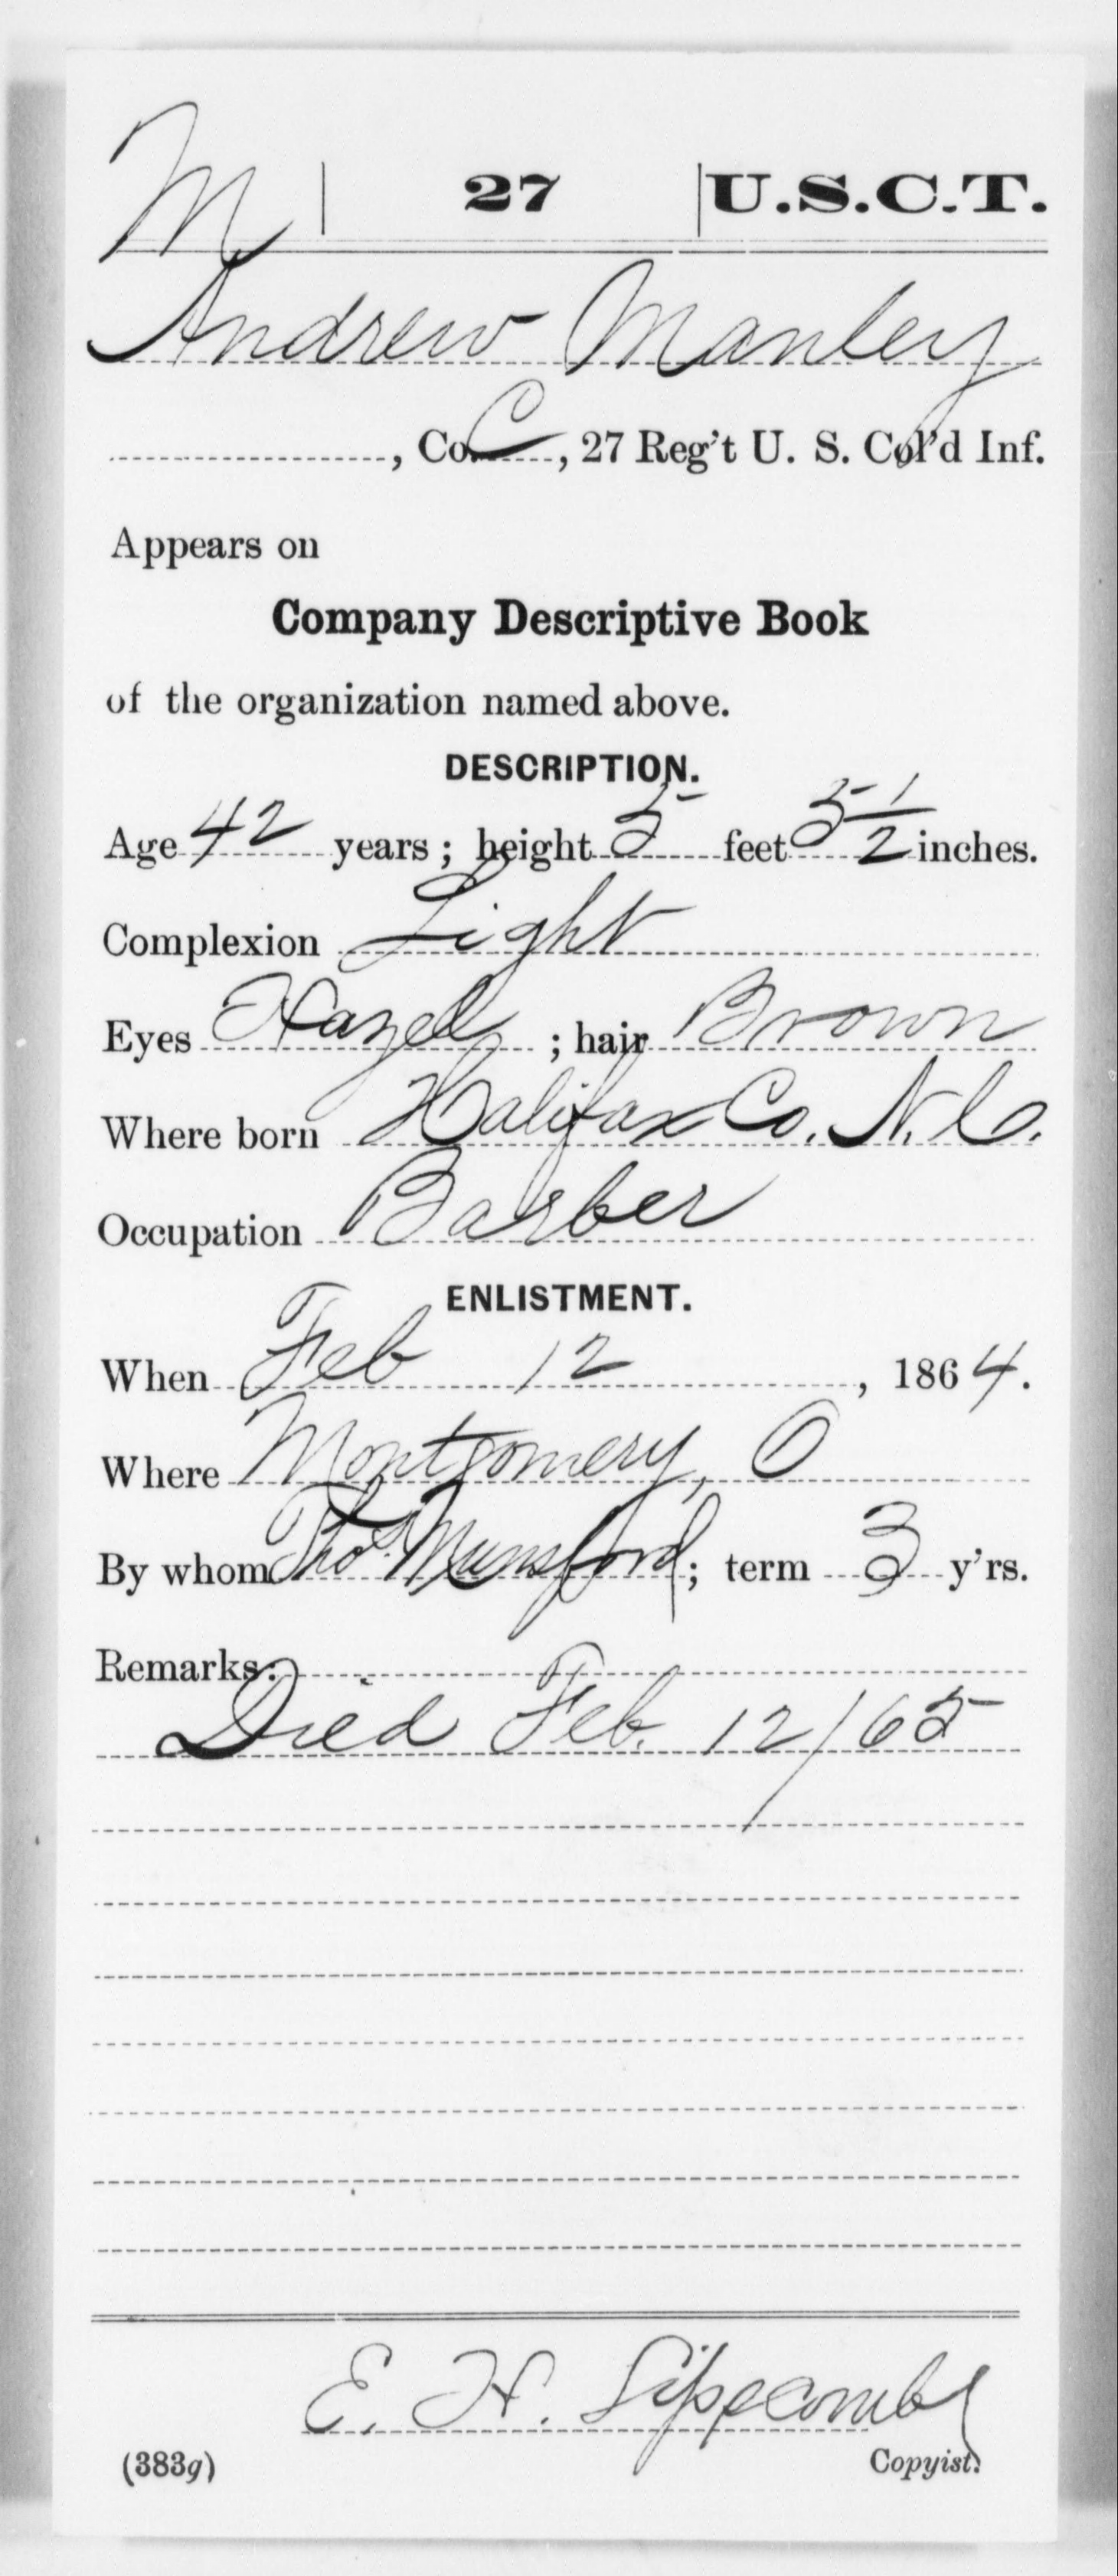 M | 27 | U.S.C.T.
Andrew Manley
, Co. C, 27 Reg't U. S. Col'd Inf.
Appears on
Company Descriptive Book
of the organization named above.
DESCRIPTION.
Age 42 years; height 5 feet 5 1/2 inches.
Complexion Light
Eyes Hazel; hair Brown
Where born Halifax Co. N. C.
Occupation Barber
ENLISTMENT.
When Feb 12, 1864.
Where Montgomery, O
By whom Thos. Munsford; term 3 y'rs.
Remarks:
Died Feb. 12/65
E. H. Lipscomb
(383g) Copyist.